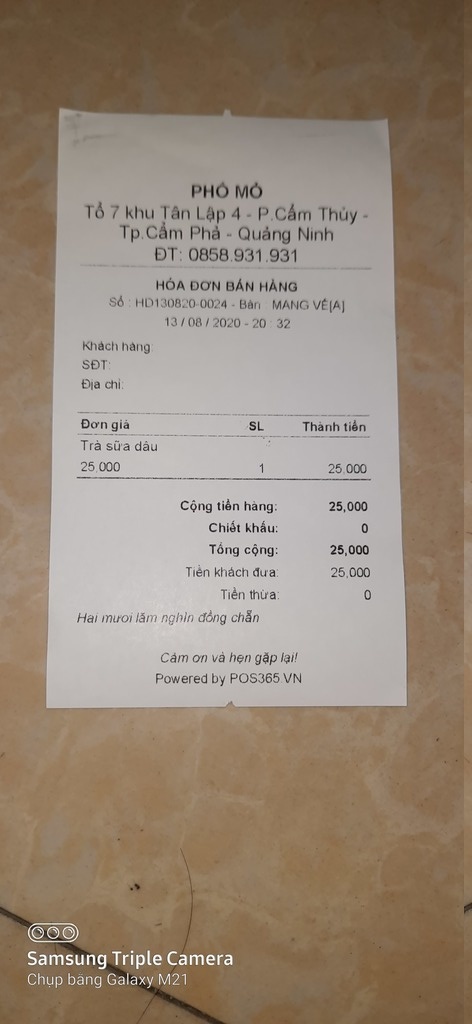 PHỐ MỎ
Tổ 7 khu Tân Lập 4 - P.Cẩm Thủy -
Tp.Cẩm Phả - Quảng Ninh
ĐT: 0858.931.931
HÓA ĐƠN BÁN HÀNG
Số : HD130820-0024 - Bàn : MANG VỀ[A]
13 / 08 / 2020 - 20 : 32
Khách hàng:
SĐT:
Địa chỉ:
Đơn giá SL Thành tiền
Trà sữa dâu
25,000 1 25,000
Cộng tiền hàng: 25,000
Chiết khấu: 0
Tổng cộng: 25,000
Tiền khách đưa: 25,000
Tiền thừa: 0
Hai mươi lăm nghìn đồng chẵn
Cảm ơn và hẹn gặp lại!
Powered by POS365.VN
Samsung Triple Camera
Chụp bằng Galaxy M21